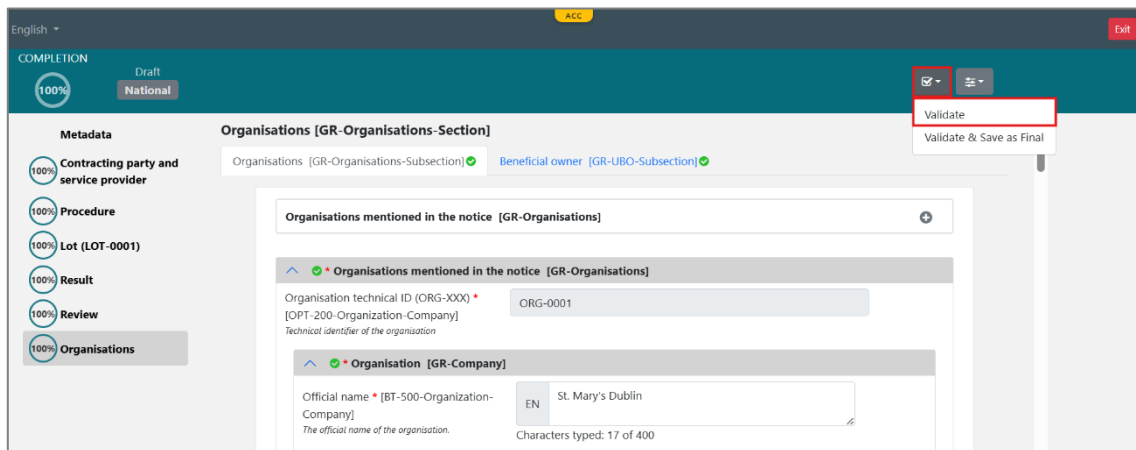 ACC
English
Exit
COMPLETION
100%
Draft
National
Validate
Validate & Save as Final
Metadata
100% Contracting party and
service provider
100% Procedure
100% Lot (LOT-0001)
100% Result
100% Review
100% Organisations
Organisations [GR-Organisations-Section]
Organisations [GR-Organisations-Subsection] Beneficial owner [GR-UBO-Subsection]
Organisations mentioned in the notice [GR-Organisations]
* Organisations mentioned in the notice [GR-Organisations]
Organisation technical ID (ORG-XXX) * ORG-0001
[OPT-200-Organization-Company]
Technical identifier of the organisation
* Organisation [GR-Company]
Official name * [BT-500-Organization-
Company]
The official name of the organisation.
EN St. Mary's Dublin
Characters typed: 17 of 400